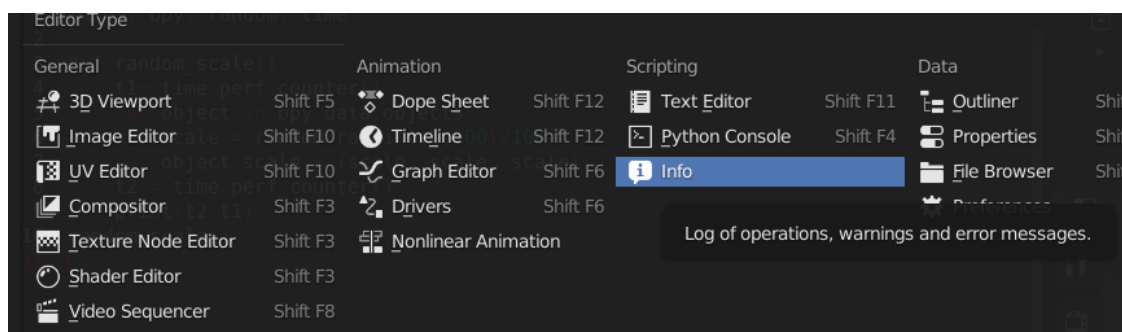 Editor Type
General
3D Viewport Shift F5
Image Editor Shift F10
UV Editor Shift F10
Compositor Shift F3
Texture Node Editor Shift F3
Shader Editor Shift F3
Video Sequencer Shift F8
Animation
Dope Sheet Shift F12
Timeline Shift F12
Graph Editor Shift F6
Drivers Shift F6
Nonlinear Animation
Scripting
Text Editor Shift F11
Python Console Shift F4
Info
Data
Outliner
Properties
File Browser
Preferences
Log of operations, warnings and error messages.